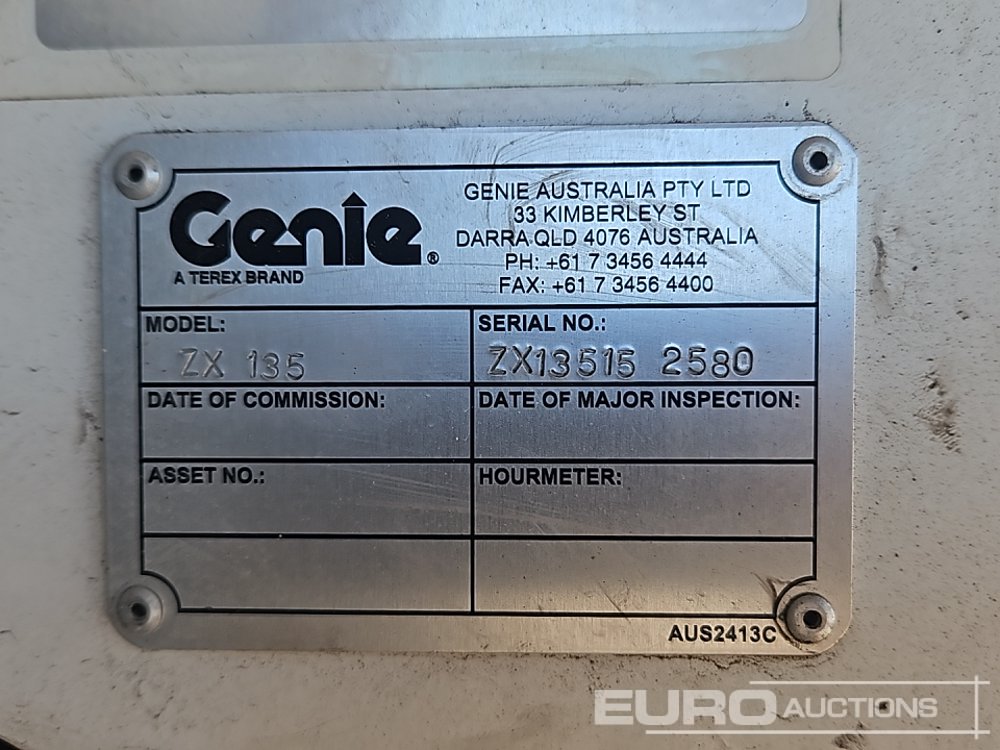 Genie®
A TEREX BRAND
GENIE AUSTRALIA PTY LTD
33 KIMBERLEY ST
DARRA QLD 4076 AUSTRALIA
PH: +61 7 3456 4444
FAX: +61 7 3456 4400
MODEL:
ZX 135
SERIAL NO.:
ZX13515 2580
DATE OF COMMISSION:
DATE OF MAJOR INSPECTION:
ASSET NO.:
HOURMETER:
AUS2413C
EURO AUCTIONS